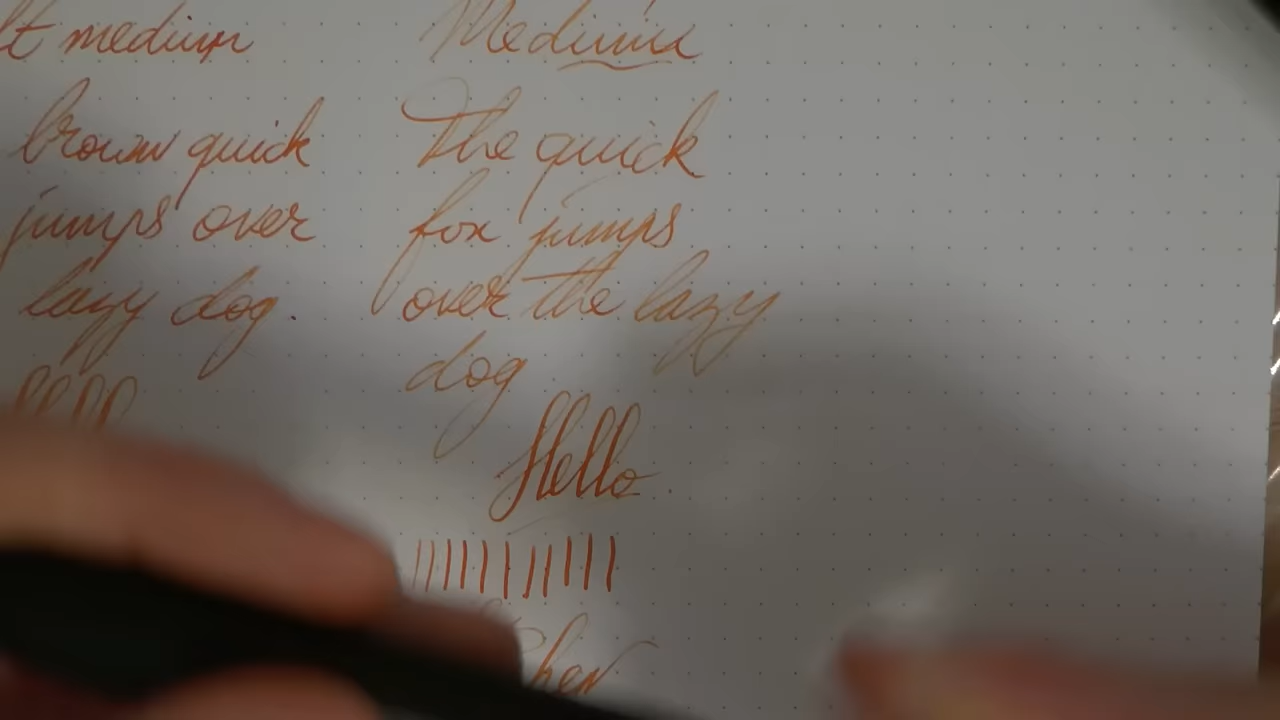 medium
brown quick
jumps over
lazy dog.
Medium
The quick
fox jumps
over the lazy
dog
Hello